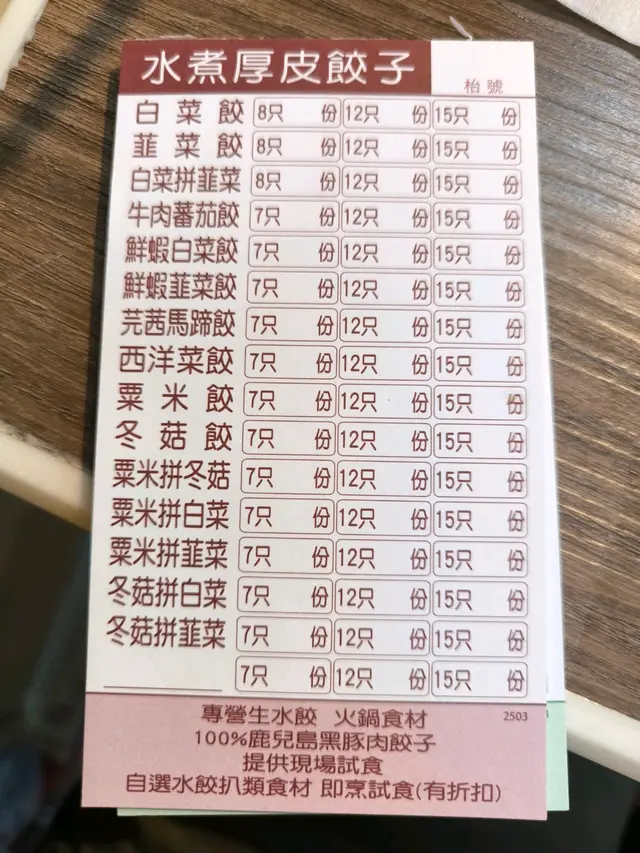 水煮厚皮餃子
枱號
白菜餃 8只 份 12只 份 15只 份
韮菜餃 8只 份 12只 份 15只 份
白菜拼韮菜 8只 份 12只 份 15只 份
牛肉蕃茄餃 7只 份 12只 份 15只 份
鮮蝦白菜餃 7只 份 12只 份 15只 份
鮮蝦韮菜餃 7只 份 12只 份 15只 份
芫茜馬蹄餃 7只 份 12只 份 15只 份
西洋菜餃 7只 份 12只 份 15只 份
粟米餃 7只 份 12只 份 15只 份
冬菇餃 7只 份 12只 份 15只 份
粟米拼冬菇 7只 份 12只 份 15只 份
粟米拼白菜 7只 份 12只 份 15只 份
粟米拼韮菜 7只 份 12只 份 15只 份
冬菇拼白菜 7只 份 12只 份 15只 份
冬菇拼韮菜 7只 份 12只 份 15只 份
7只 份 12只 份 15只 份
專營生水餃 火鍋食材
2503
100%鹿兒島黑豚肉餃子
提供現場試食
自選水餃扒類食材 即烹試食(有折扣)